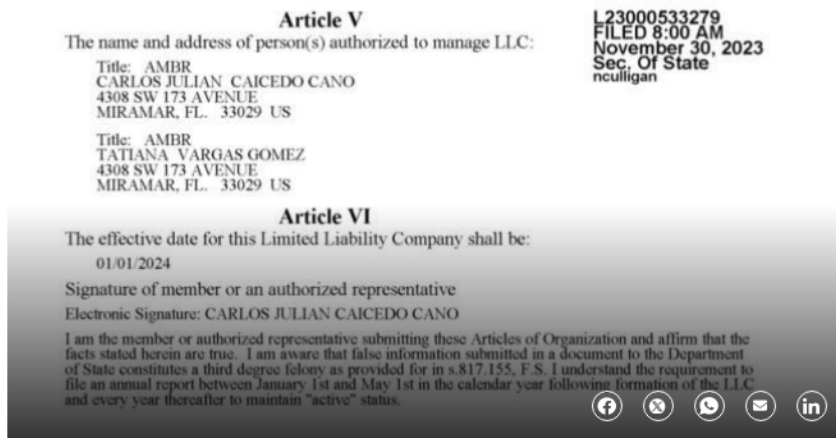 Article V
The name and address of person(s) authorized to manage LLC:
Title: AMBR
CARLOS JULIAN CAICEDO CANO
4308 SW 173 AVENUE
MIRAMAR, FL. 33029 US
Title: AMBR
TATIANA VARGAS GOMEZ
4308 SW 173 AVENUE
MIRAMAR, FL. 33029 US
L23000533279
FILED 8:00 AM
November 30, 2023
Sec. Of State
nculligan
Article VI
The effective date for this Limited Liability Company shall be:
01/01/2024
Signature of member or an authorized representative
Electronic Signature: CARLOS JULIAN CAICEDO CANO
I am the member or authorized representative submitting these Articles of Organization and affirm that the
facts stated herein are true. I am aware that false information submitted in a document to the Department
of State constitutes a third degree felony as provided for in s.817.155, F.S. I understand the requirement to
file an annual report between January 1st and May 1st in the calendar year following formation of the LLC
and every year thereafter to maintain "active" status.